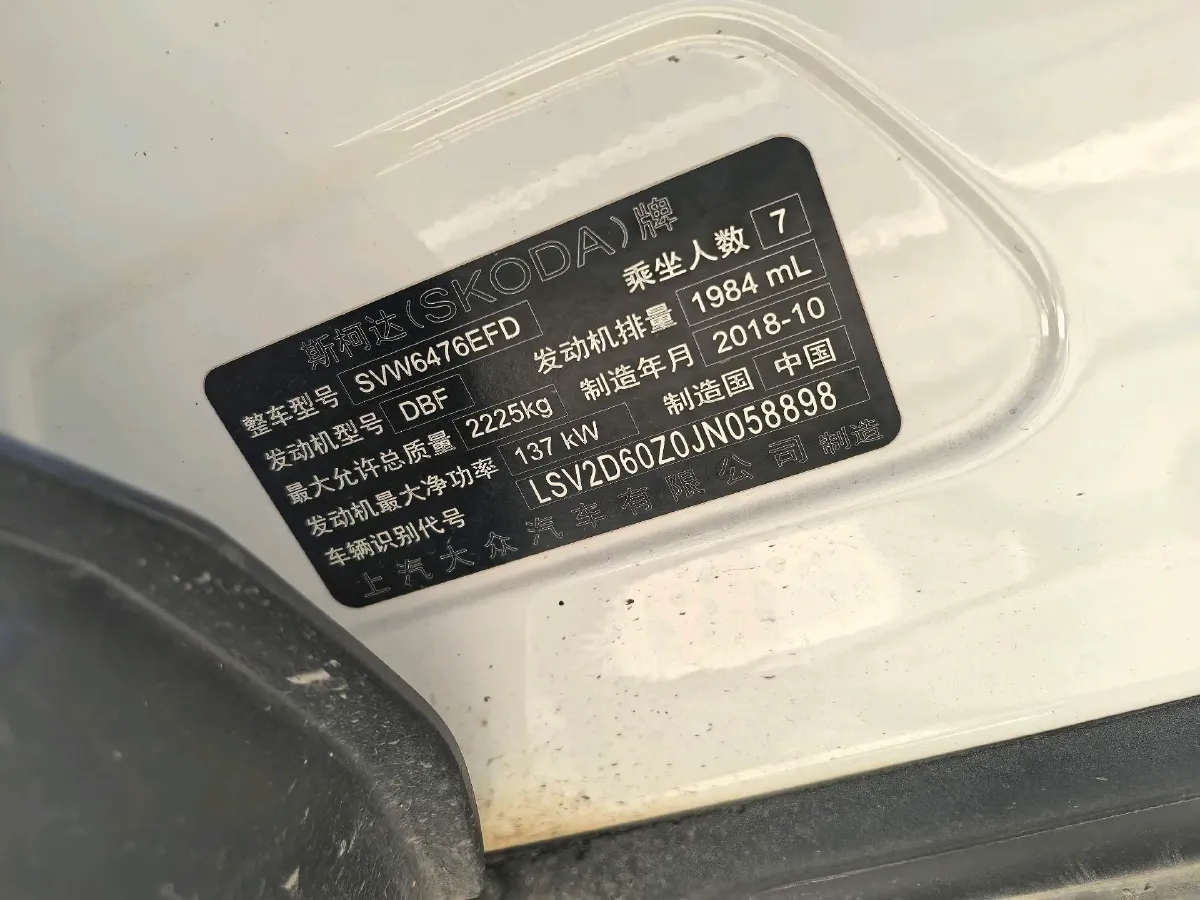 斯柯达(SKODA)牌
整车型号 SVW6476EFD 乘坐人数 7
发动机型号 DBF 发动机排量 1984 mL
最大允许总质量 2225kg 制造年月 2018-10
发动机最大净功率 137 kW 制造国 中国
车辆识别代号 LSV2D60Z0JN058898
上汽大众汽车有限公司 制造